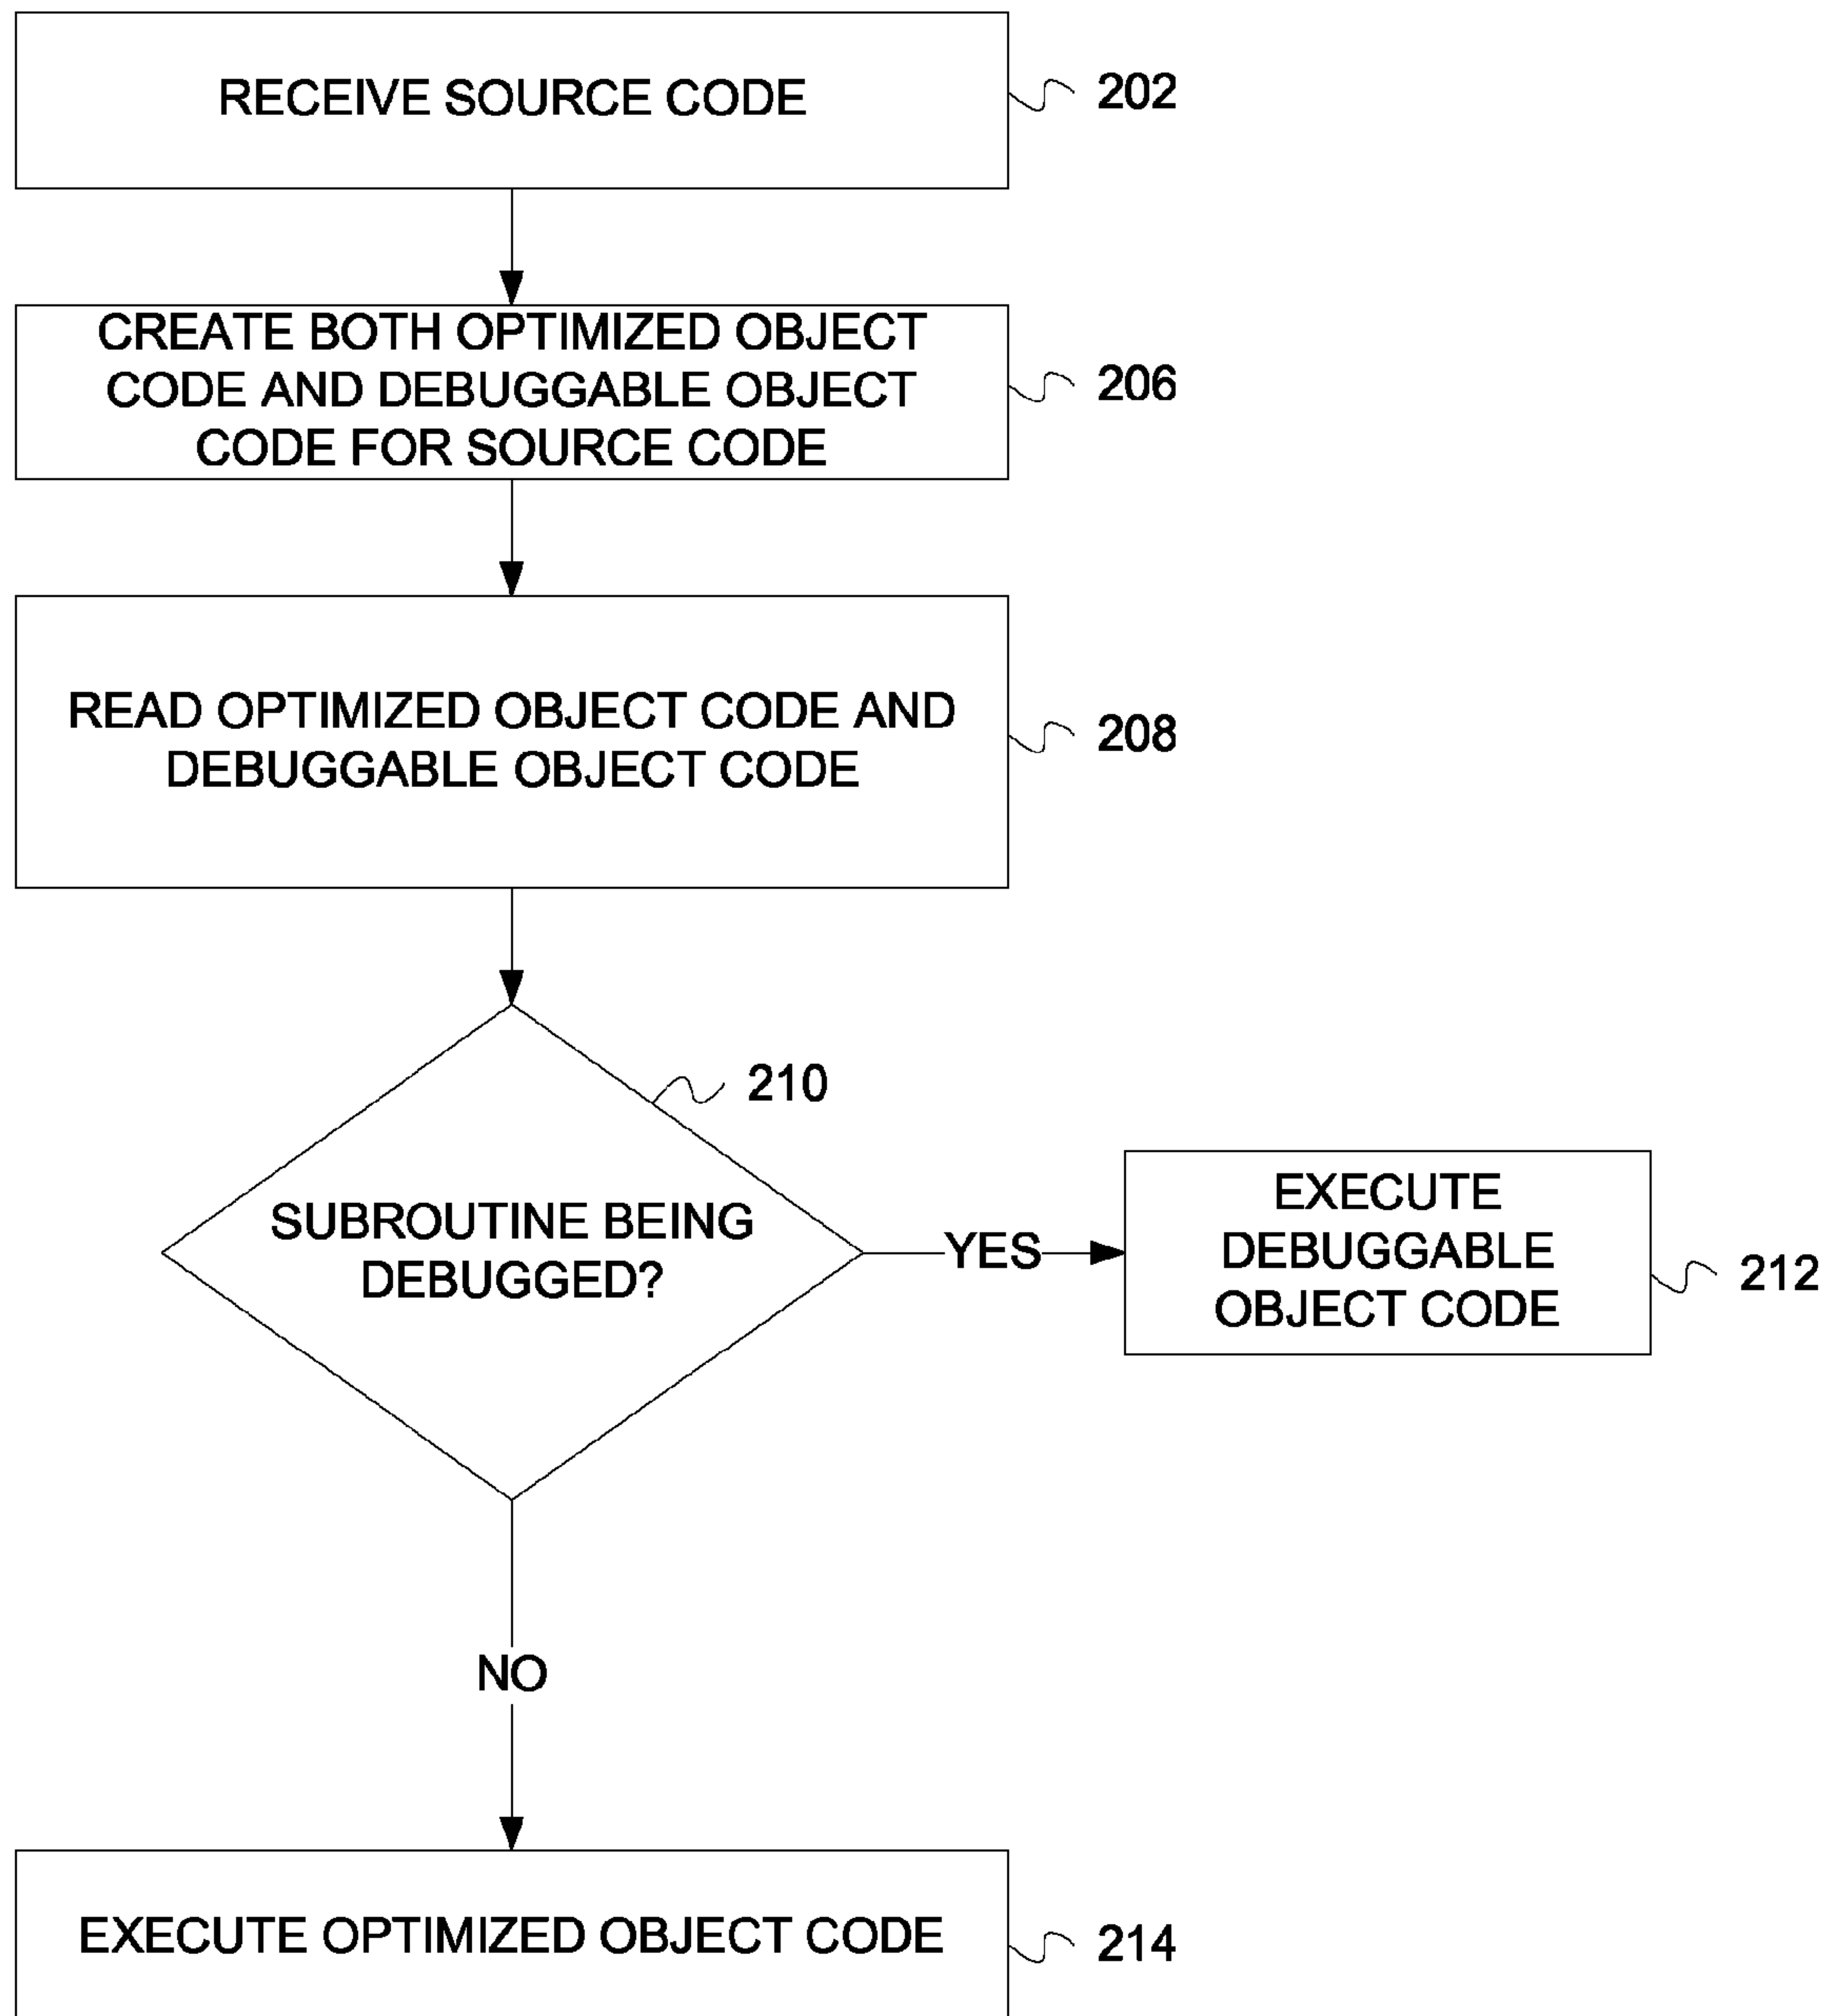 RECEIVE SOURCE CODE
202
CREATE BOTH OPTIMIZED OBJECT
CODE AND DEBUGGABLE OBJECT
CODE FOR SOURCE CODE
206
READ OPTIMIZED OBJECT CODE AND
DEBUGGABLE OBJECT CODE
208
210
SUBROUTINE BEING
DEBUGGED?
YES
EXECUTE
DEBUGGABLE
OBJECT CODE
212
NO
EXECUTE OPTIMIZED OBJECT CODE
214